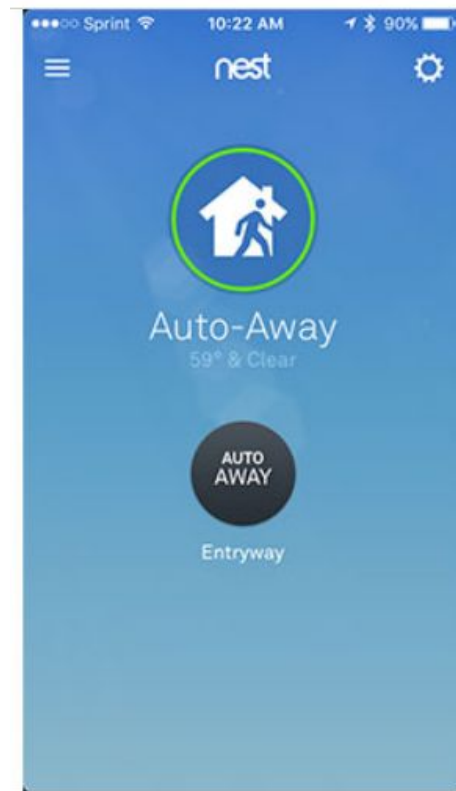 Sprint 10:22 AM 90%
nest
Auto-Away
59° & Clear
AUTO
AWAY
Entryway